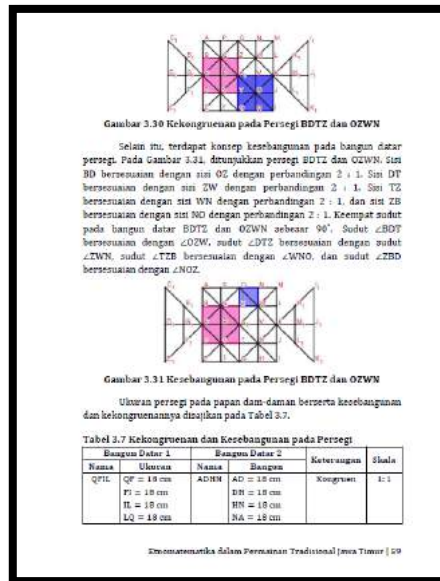 Gambar 3.30 Kekongruenan pada Persegi BDTZ dan OZWN
Selain itu, terdapat konsep kesebangunan pada bangun datar
persegi. Pada Gambar 3.31, ditunjukkan persegi BDTZ dan OZWN. Sisi
BD bersesuaian dengan sisi OZ dengan perbandingan 2 : 1. Sisi DT
bersesuaian dengan sisi ZW dengan perbandingan 2 : 1. Sisi TZ
bersesuaian dengan sisi WN dengan perbandingan 2 : 1, dan sisi ZB
bersesuaian dengan sisi NO dengan perbandingan 2 : 1. Keempat sudut
pada bangun datar BDTZ dan OZWN sebesar 90°. Sudut ∠BDT
bersesuaian dengan ∠OZW, sudut ∠DTZ bersesuaian dengan sudut
∠ZWN, sudut ∠TZB bersesuaian dengan ∠WNO, dan sudut ∠ZBD
bersesuaian dengan ∠NOZ.
Gambar 3.31 Kesebangunan pada Persegi BDTZ dan OZWN
Ukuran persegi pada papan dam-daman berserta kesebangunan
dan kekongruenannya disajikan pada Tabel 3.7.
Tabel 3.7 Kekongruenan dan Kesebangunan pada Persegi
Bangun Datar 1 Bangun Datar 2 Keterangan Skala
Nama Ukuran Nama Bangun
QFIL QF = 18 cm ADHN AD = 18 cm Kongruen 1: 1
FI = 18 cm DH = 18 cm
IL = 18 cm HN = 18 cm
LQ = 18 cm NA = 18 cm
Etnomatematika dalam Permainan Tradisional Jawa Timur | 59